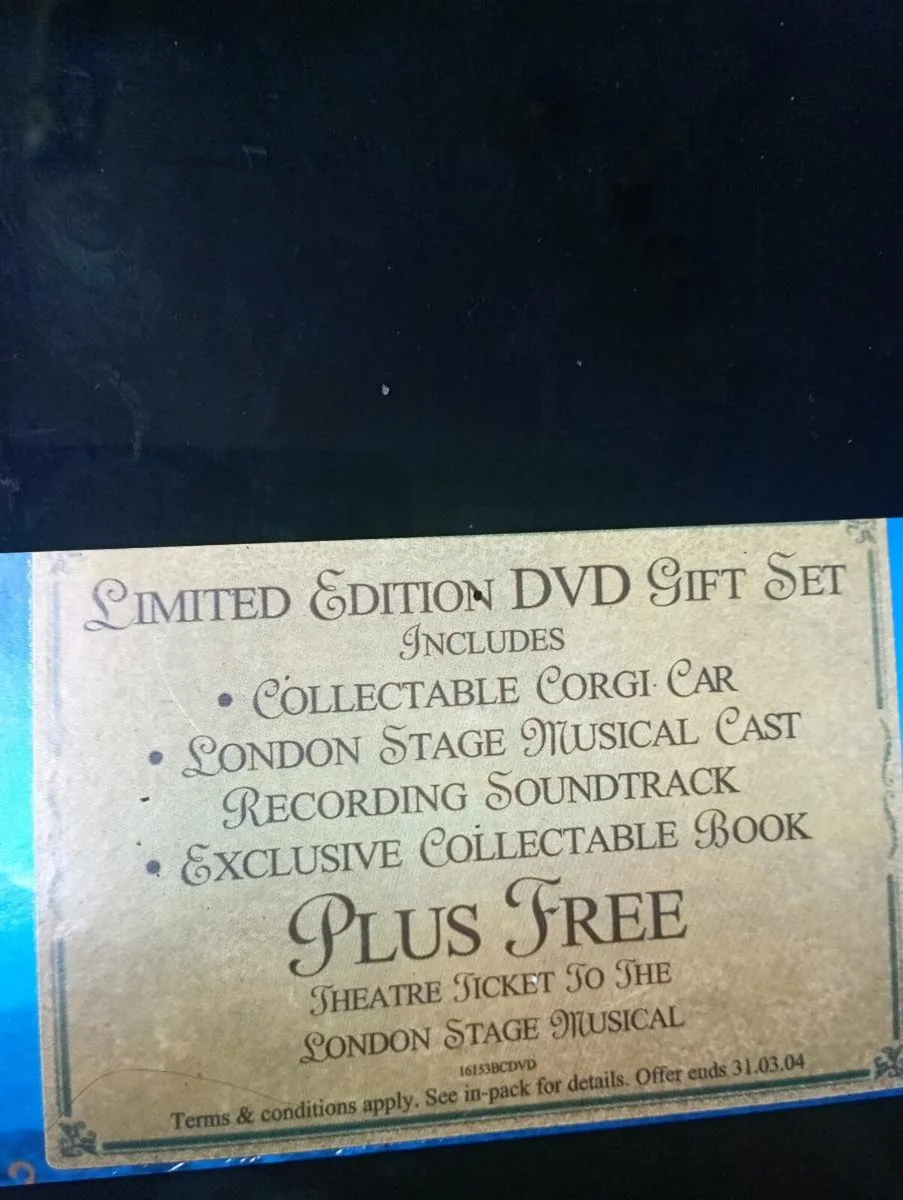 LIMITED EDITION DVD GIFT SET
INCLUDES
• COLLECTABLE CORGI CAR
• LONDON STAGE MUSICAL CAST
RECORDING SOUNDTRACK
• EXCLUSIVE COLLECTABLE BOOK
PLUS FREE
THEATRE TICKET TO THE
LONDON STAGE MUSICAL
16153BCDVD
Terms & conditions apply. See in-pack for details. Offer ends 31.03.04